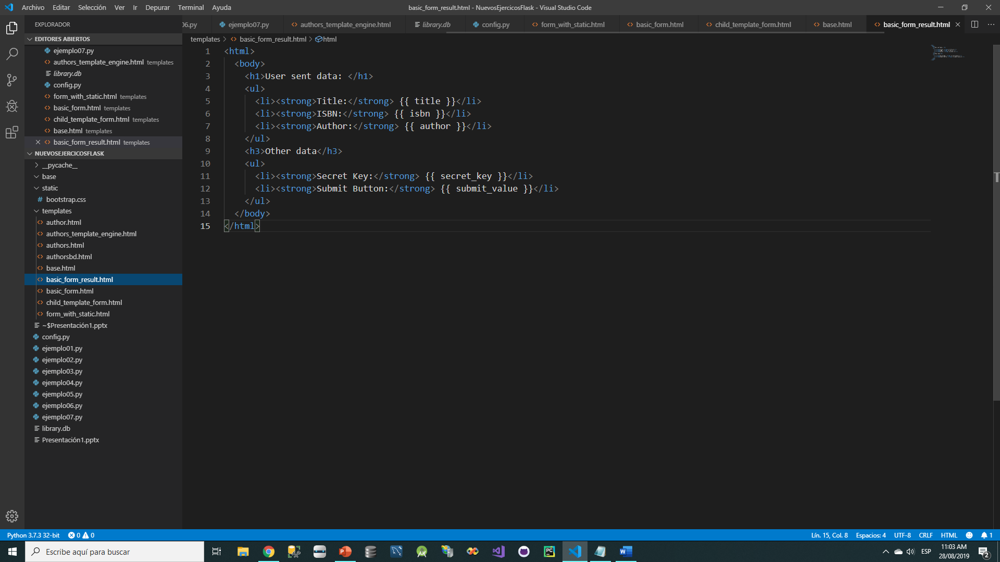 Archivo Editar Selección Ver Ir Depurar Terminal Ayuda
basic_form_result.html - NuevosEjercicosFlask - Visual Studio Code
EXPLORADOR
06.py ejemplo07.py authors_template_engine.html library.db config.py form_with_static.html basic_form.html child_template_form.html base.html basic_form_result.html
EDITORES ABIERTOS
ejemplo07.py
authors_template_engine.html templates
library.db
config.py
form_with_static.html templates
basic_form.html templates
child_template_form.html templates
base.html templates
basic_form_result.html templates
NUEVOSEJERCICOSFLASK
__pycache__
base
static
# bootstrap.css
templates
author.html
authors_template_engine.html
authors.html
authorsbd.html
base.html
basic_form_result.html
basic_form.html
child_template_form.html
form_with_static.html
~$Presentación1.pptx
config.py
ejemplo01.py
ejemplo02.py
ejemplo03.py
ejemplo04.py
ejemplo05.py
ejemplo06.py
ejemplo07.py
library.db
Presentación1.pptx
templates > basic_form_result.html > html
1 <html>
2 <body>
3 <h1>User sent data: </h1>
4 <ul>
5 <li><strong>Title:</strong> {{ title }}</li>
6 <li><strong>ISBN:</strong> {{ isbn }}</li>
7 <li><strong>Author:</strong> {{ author }}</li>
8 </ul>
9 <h3>Other data</h3>
10 <ul>
11 <li><strong>Secret Key:</strong> {{ secret_key }}</li>
12 <li><strong>Submit Button:</strong> {{ submit_value }}</li>
13 </ul>
14 </body>
15 </html>
Python 3.7.3 32-bit 0 0
Lín. 15, Col. 8 Espacios: 4 UTF-8 CRLF HTML 1
Escribe aquí para buscar
ESP
11:03 AM
28/08/2019
2